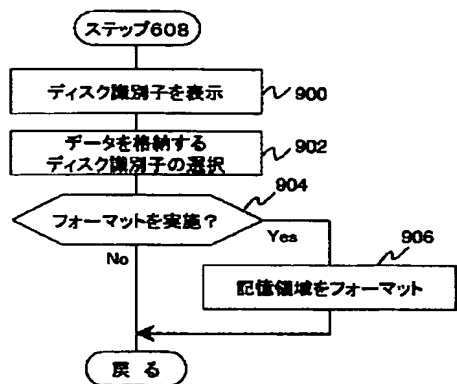 ステップ608
ディスク識別子を表示
900
データを格納する
ディスク識別子の選択
902
904
フォーマットを実施？
Yes
No
906
記憶領域をフォーマット
戻る